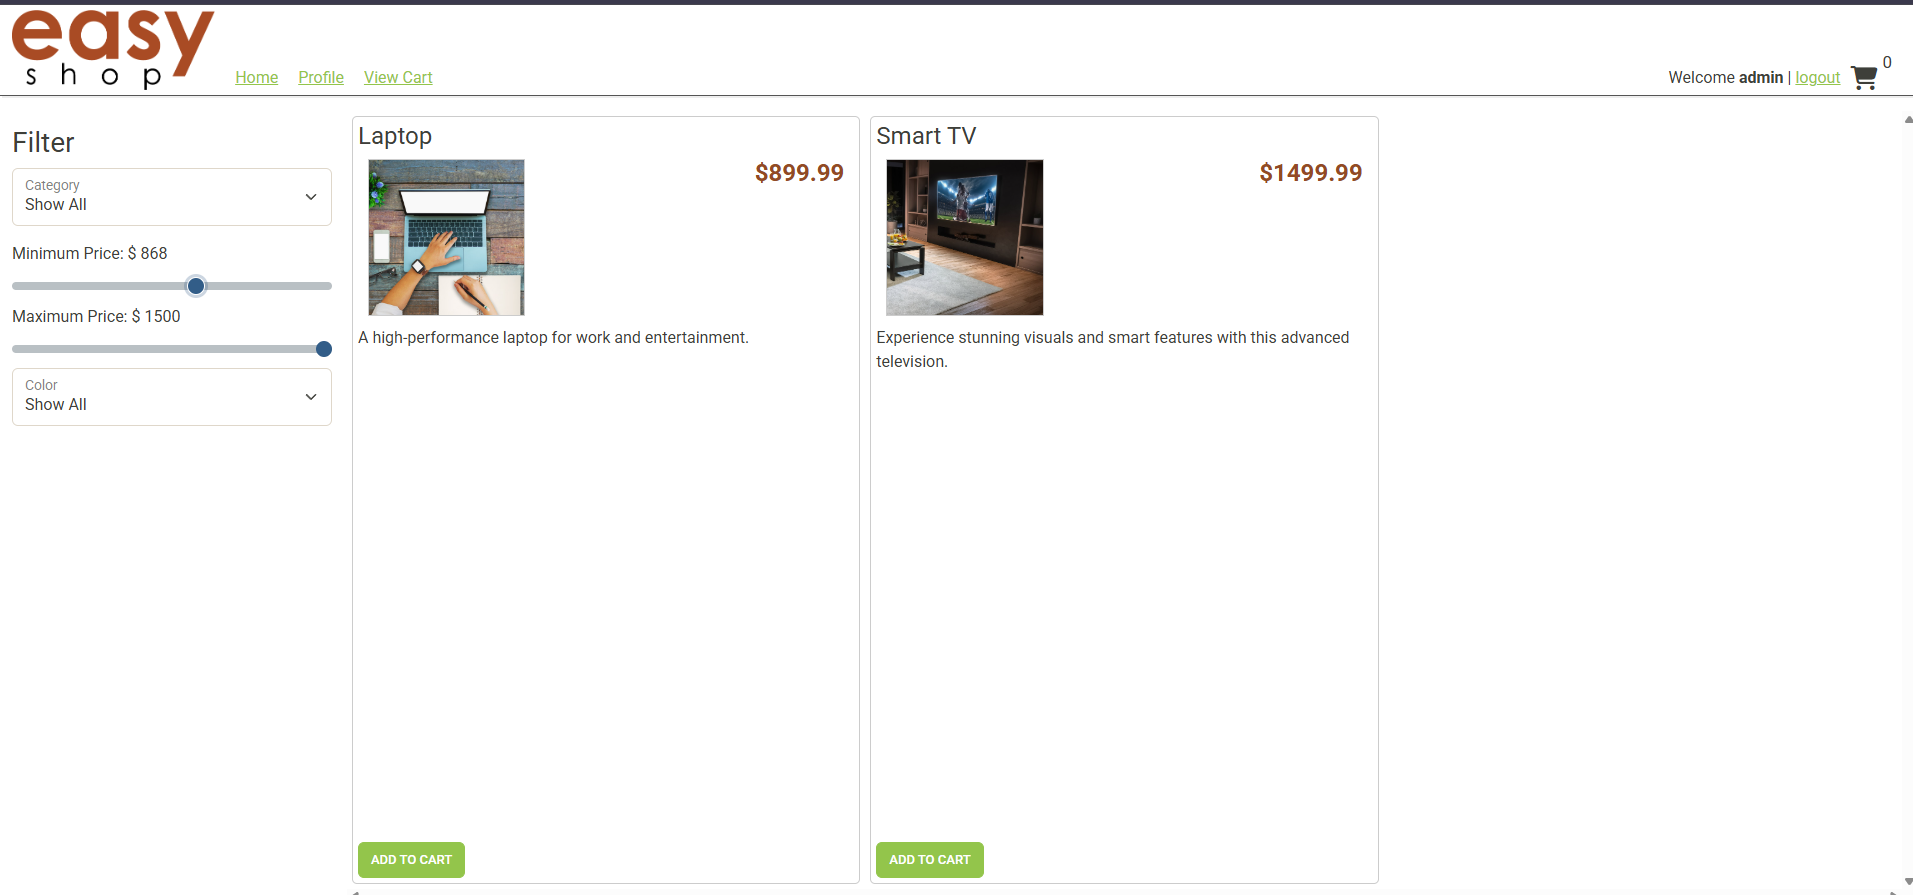 easy
shop
Home Profile View Cart
Welcome admin | logout 0
Filter
Category
Show All
Minimum Price: $ 868
Maximum Price: $ 1500
Color
Show All
Laptop
$899.99
A high-performance laptop for work and entertainment.
ADD TO CART
Smart TV
$1499.99
Experience stunning visuals and smart features with this advanced
television.
ADD TO CART